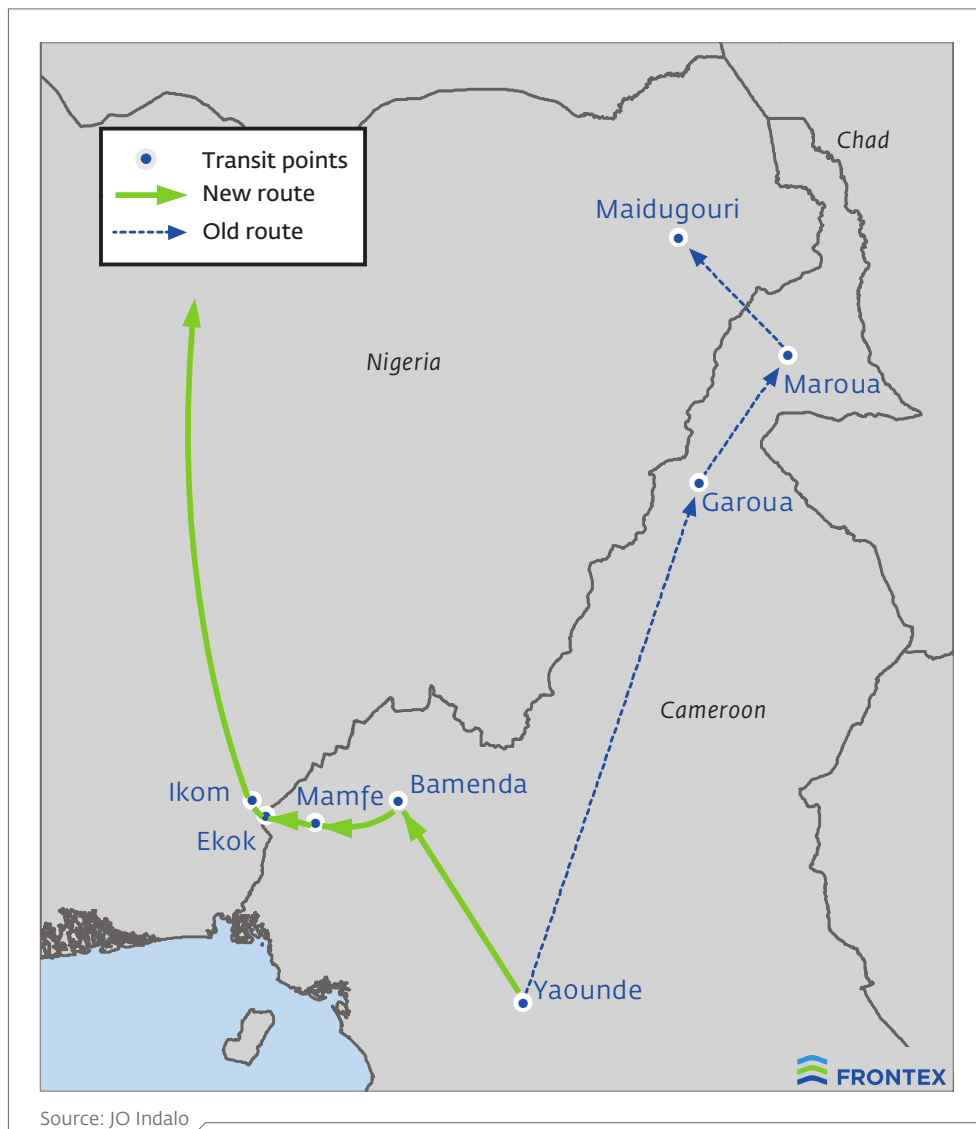 Transit points
New route
Old route
Chad
Maidugouri
Nigeria
Maroua
Garoua
Cameroon
Ikom
Mamfe
Bamenda
Ekok
Yaounde
FRONTEX
Source: JO Indalo